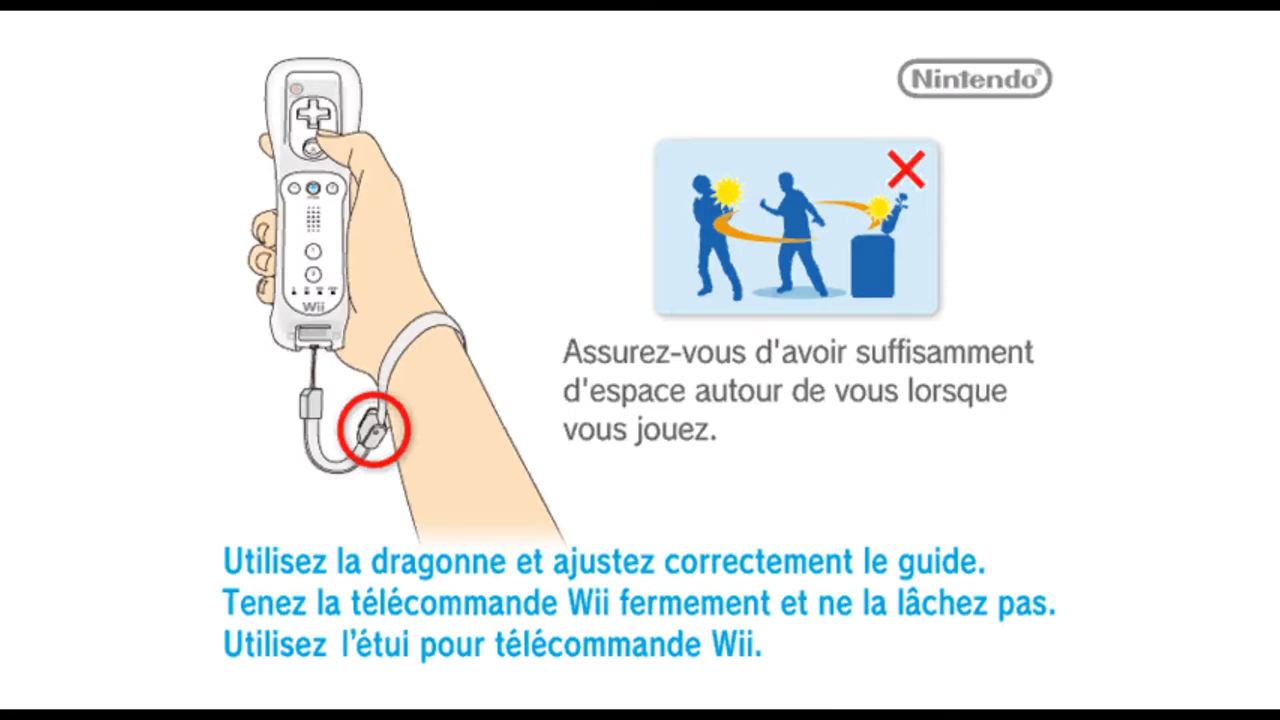 Nintendo®
Assurez-vous d'avoir suffisamment
d'espace autour de vous lorsque
vous jouez.
Wii
Utilisez la dragonne et ajustez correctement le guide.
Tenez la télécommande Wii fermement et ne la lâchez pas.
Utilisez l'étui pour télécommande Wii.